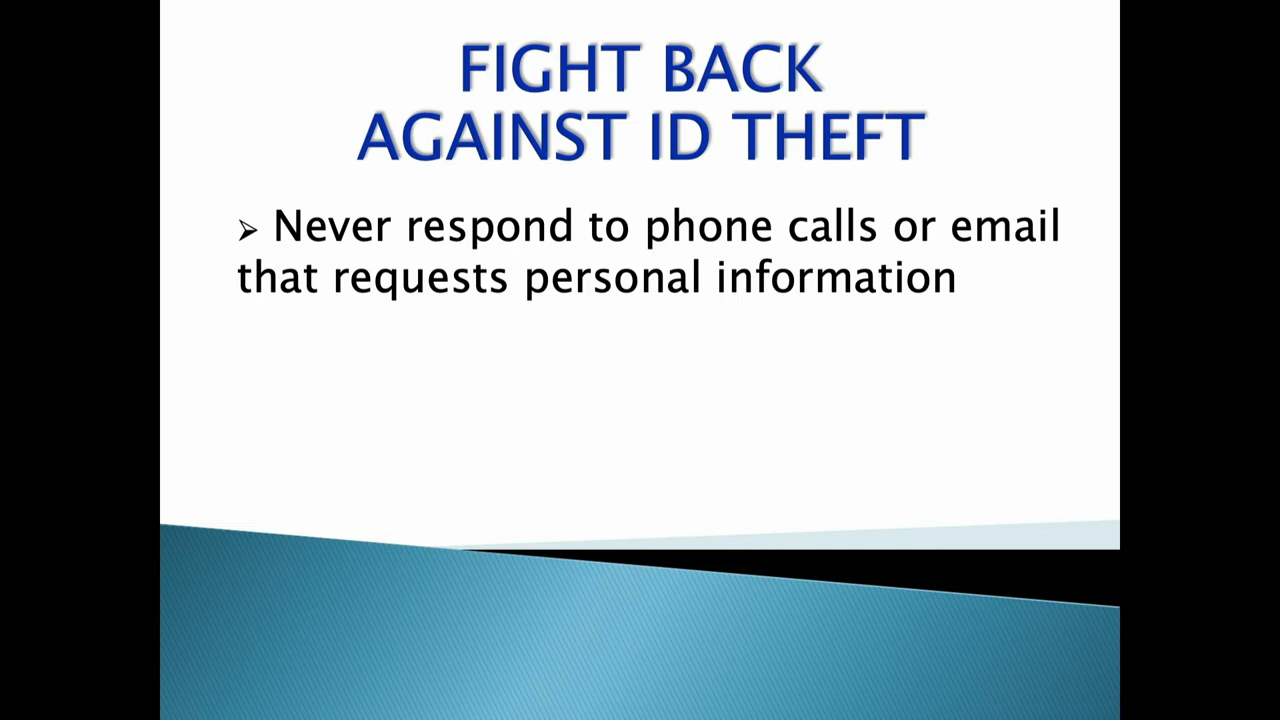 FIGHT BACK
AGAINST ID THEFT
➢ Never respond to phone calls or email
that requests personal information